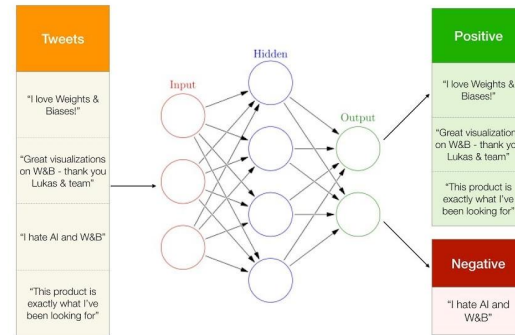 Tweets
"I love Weights &
Biases!"
"Great visualizations
on W&B - thank you
Lukas & team"
"I hate AI and W&B"
"This product is
exactly what I've
been looking for"
Input
Hidden
Output
Positive
"I love Weights &
Biases!"
"Great
on W&B - thank
Lukas & team"
"This product is
exactly what I've
been looking for"
Negative
"I hate AI and
W&B"